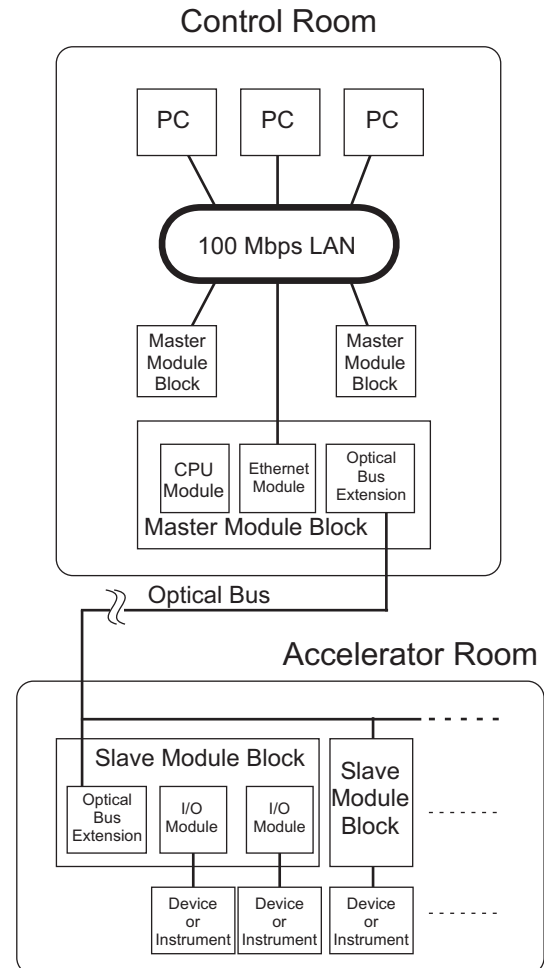 Control Room
PC
PC
PC
100 Mbps LAN
Master
Module
Block
Master
Module
Block
CPU
Module
Ethernet
Module
Optical
Bus
Extension
Master Module Block
Optical Bus
Accelerator Room
Slave Module Block
Optical
Bus
Extension
I/O
Module
I/O
Module
Slave
Module
Block
Device
or
Instrument
Device
or
Instrument
Device
or
Instrument